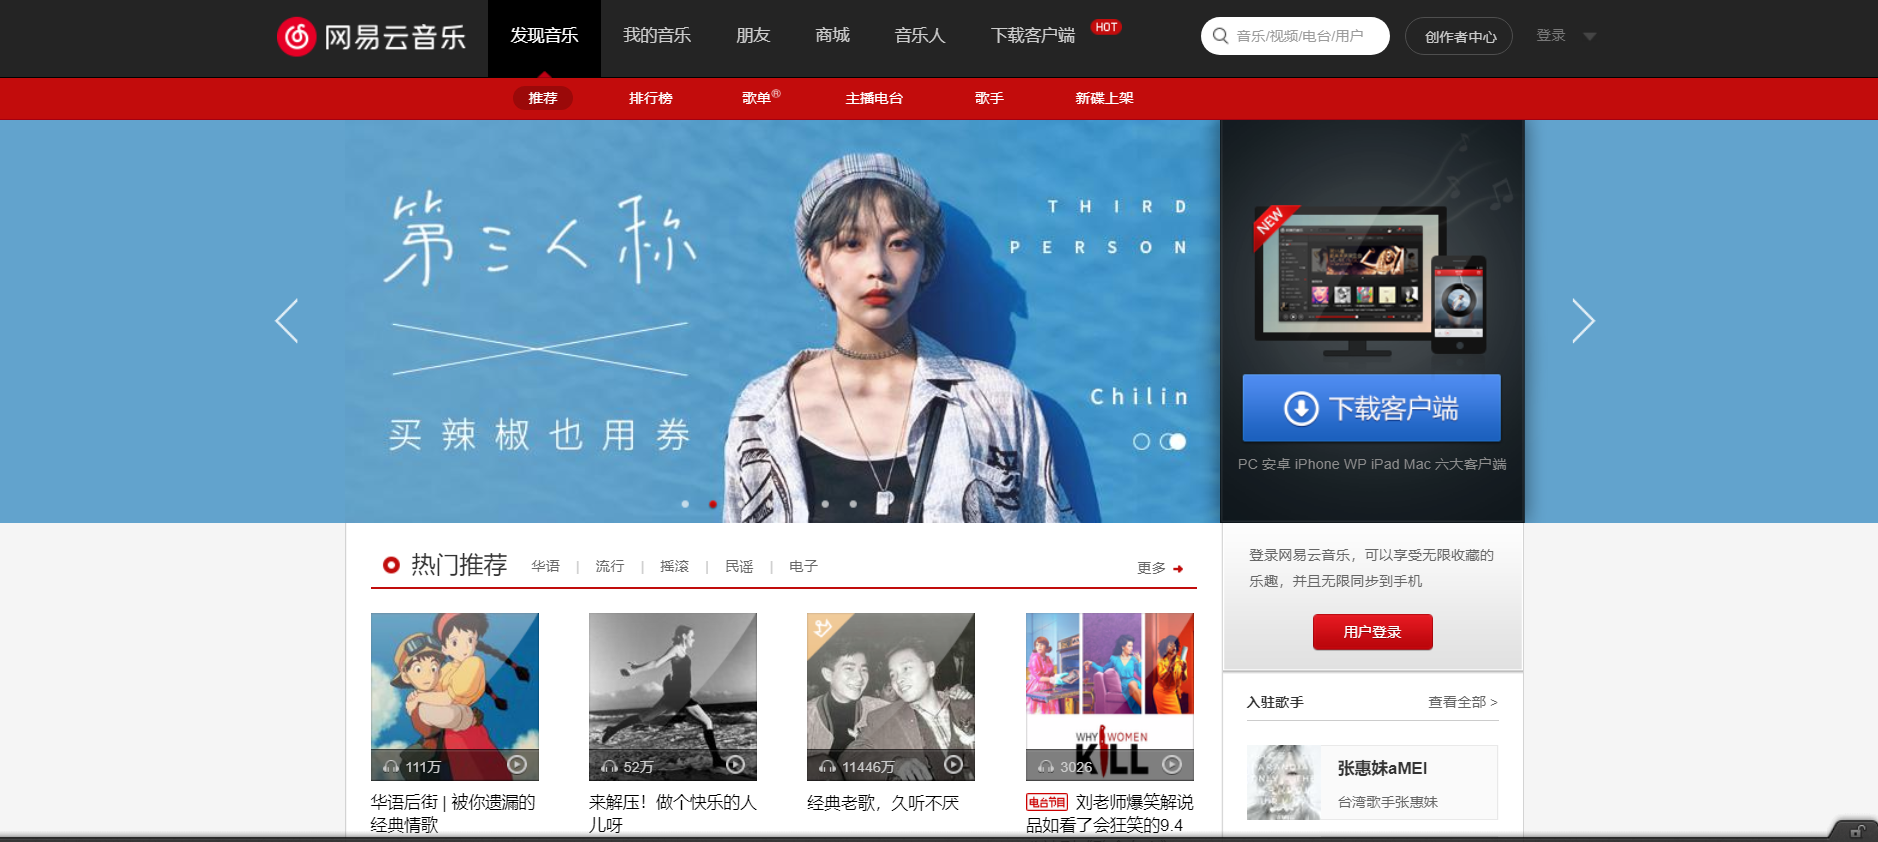 网易云音乐
发现音乐
我的音乐
朋友
商城
音乐人
下载客户端
HOT
音乐/视频/电台/用户
创作者中心
登录
推荐
排行榜
歌单®
主播电台
歌手
新碟上架
第三人称
买辣椒也用券
THIRD
PERSON
Chilin
NEW
下载客户端
PC 安卓 iPhone WP iPad Mac 六大客户端
热门推荐
华语 | 流行 | 摇滚 | 民谣 | 电子
更多
登录网易云音乐，可以享受无限收藏的
乐趣，并且无限同步到手机
用户登录
111万
52万
11446万
WHY WOMEN
KILL
3026
华语后街 | 被你遗漏的
经典情歌
来解压！做个快乐的人
儿呀
经典老歌，久听不厌
电台节目 刘老师爆笑解说
品如看了会狂笑的9.4
入驻歌手
查看全部 >
张惠妹aMEI
台湾歌手张惠妹